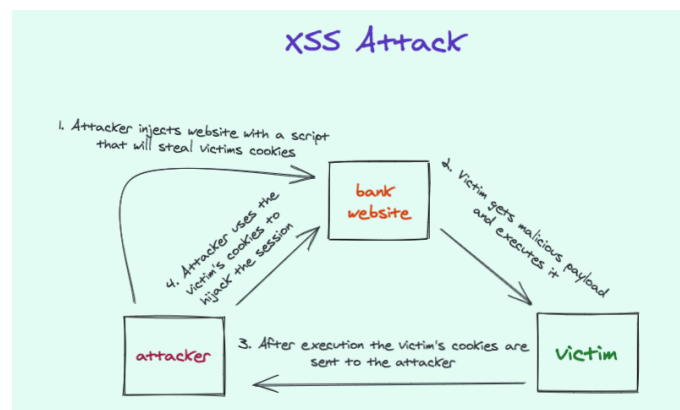 XSS Attack
1. Attacker injects website with a script
that will steal victims cookies
bank
website
2. Victim gets malicious payload
and executes
it
4. Attacker uses the
victim's cookies to
hijack the session
attacker
3. After execution the victim's cookies are
sent to the attacker
victim